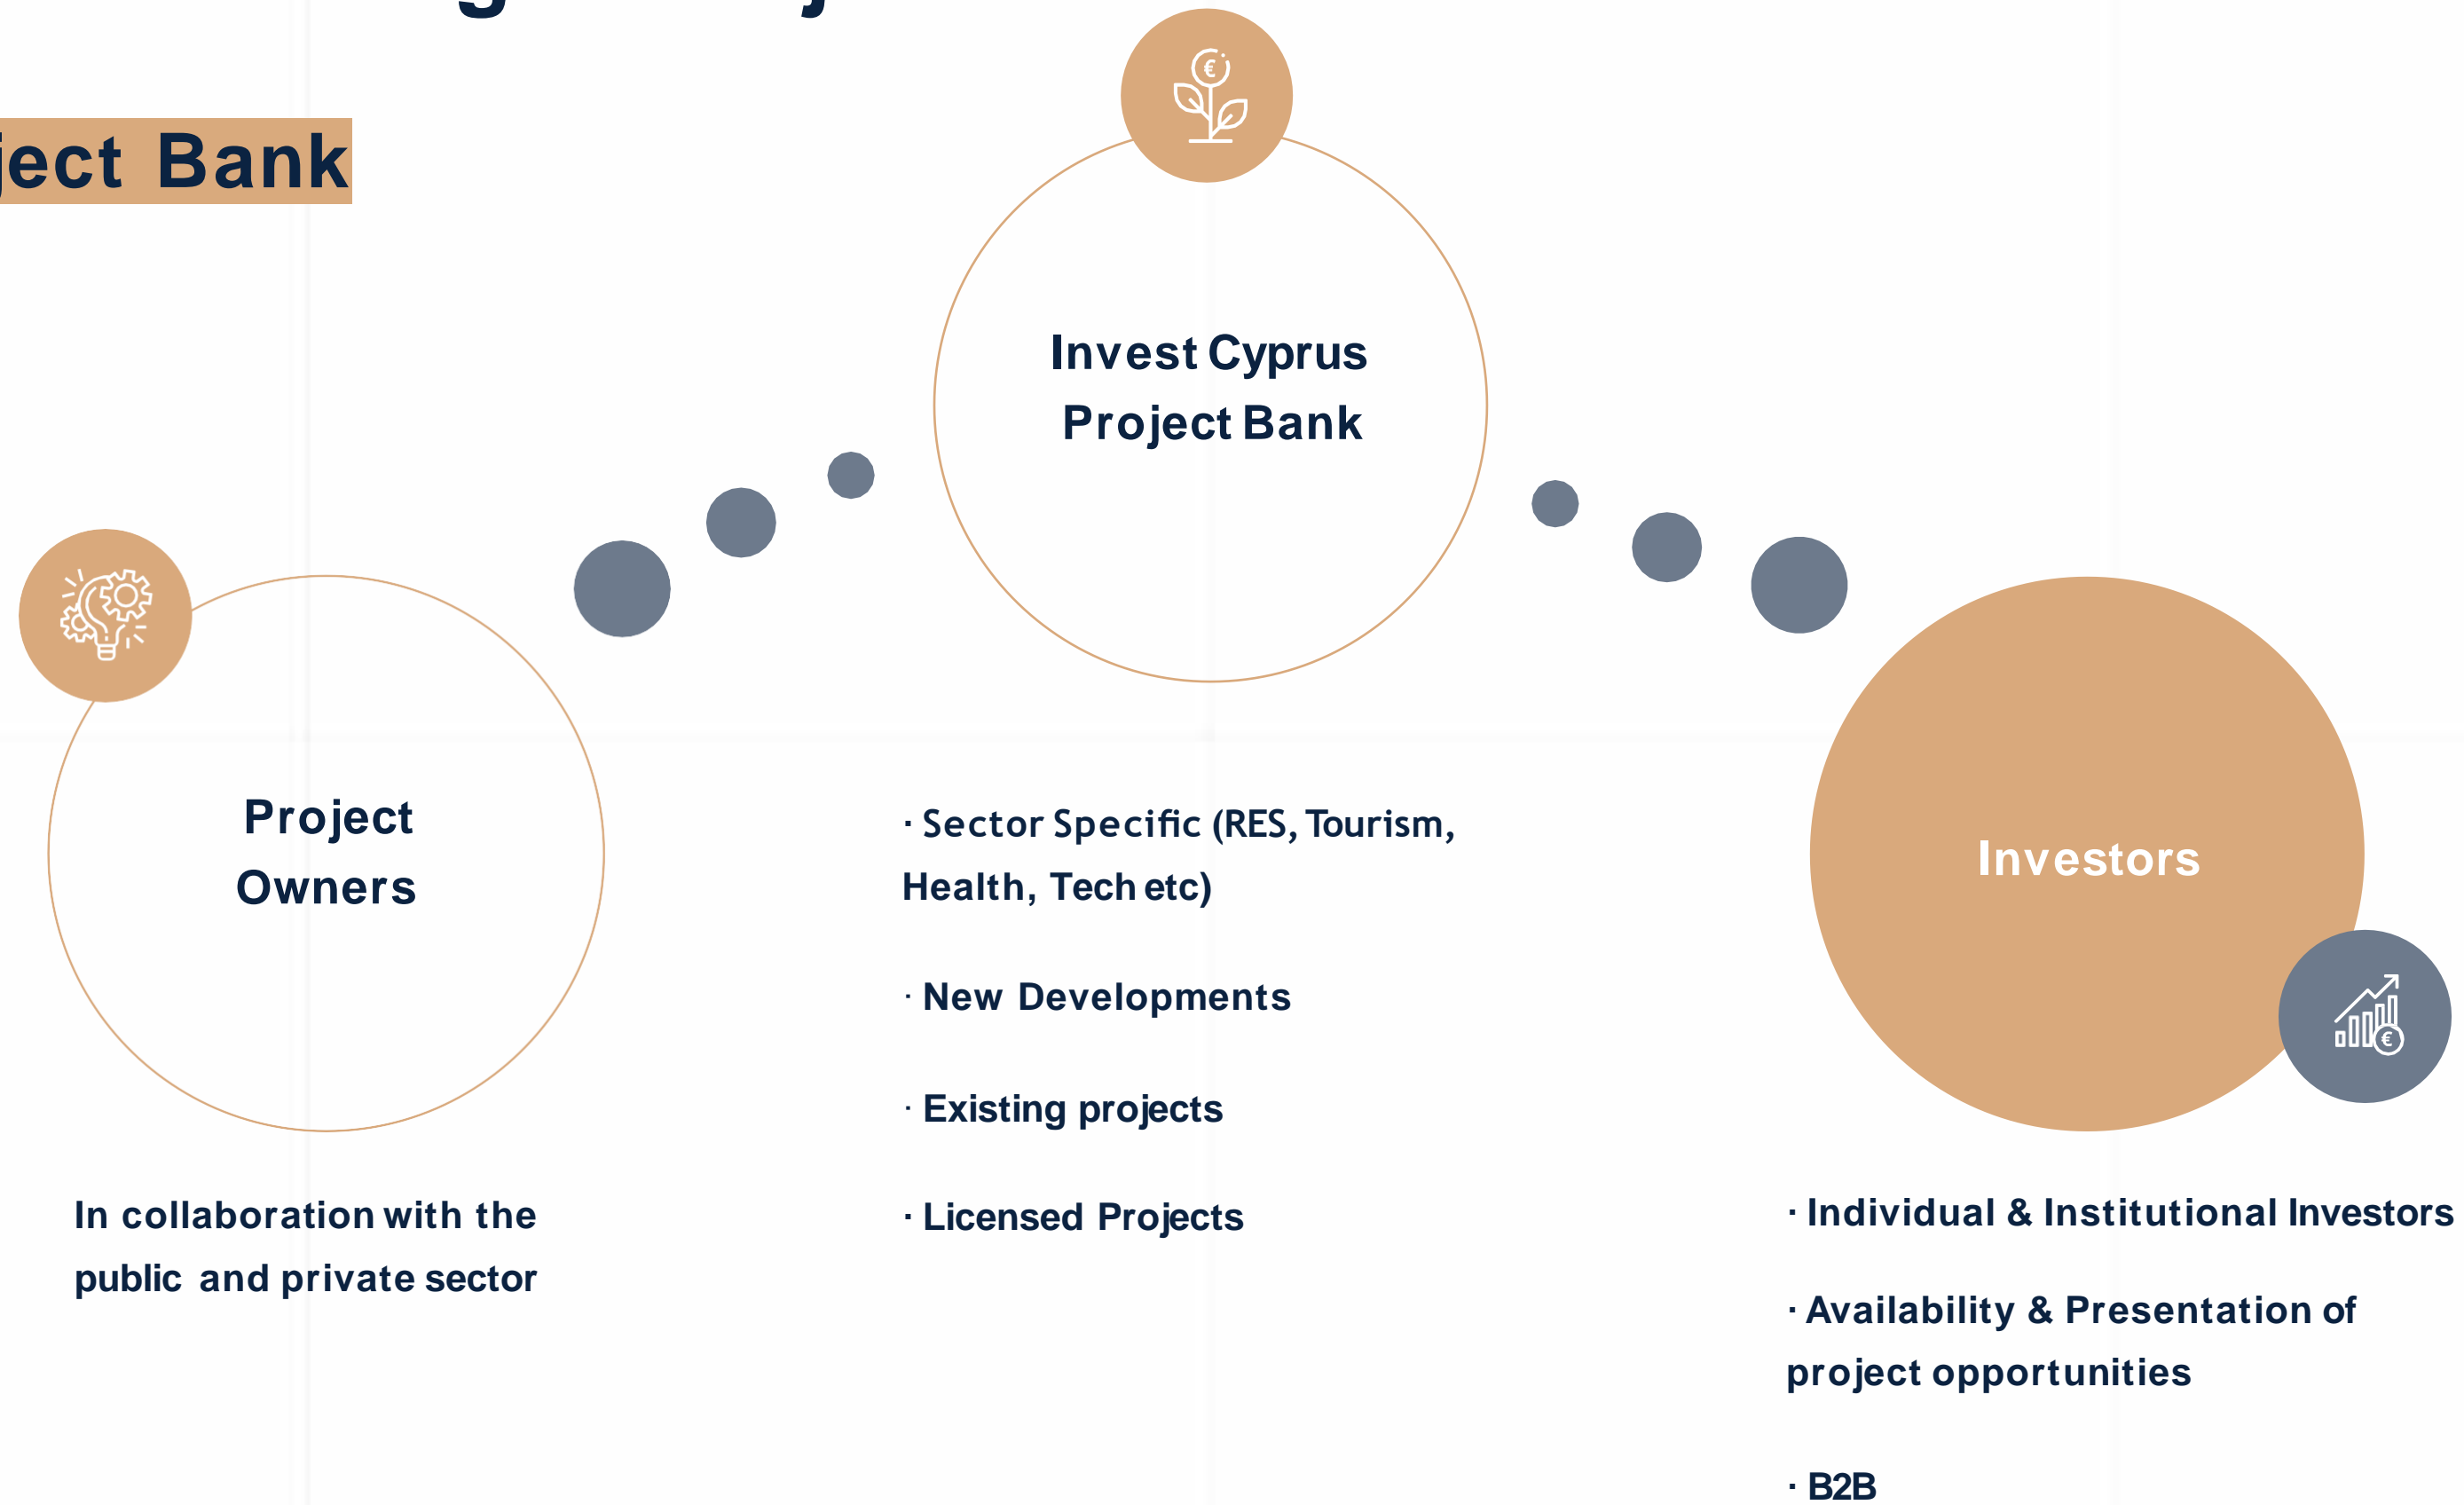 ject Bank
Invest Cyprus
Project Bank
Project
Owners
In collaboration with the
public and private sector
· Sector Specific (RES, Tourism,
Health, Tech etc)
· New Developments
· Existing projects
· Licensed Projects
Investors
· Individual & Institutional Investors
· Availability & Presentation of
project opportunities
· B2B